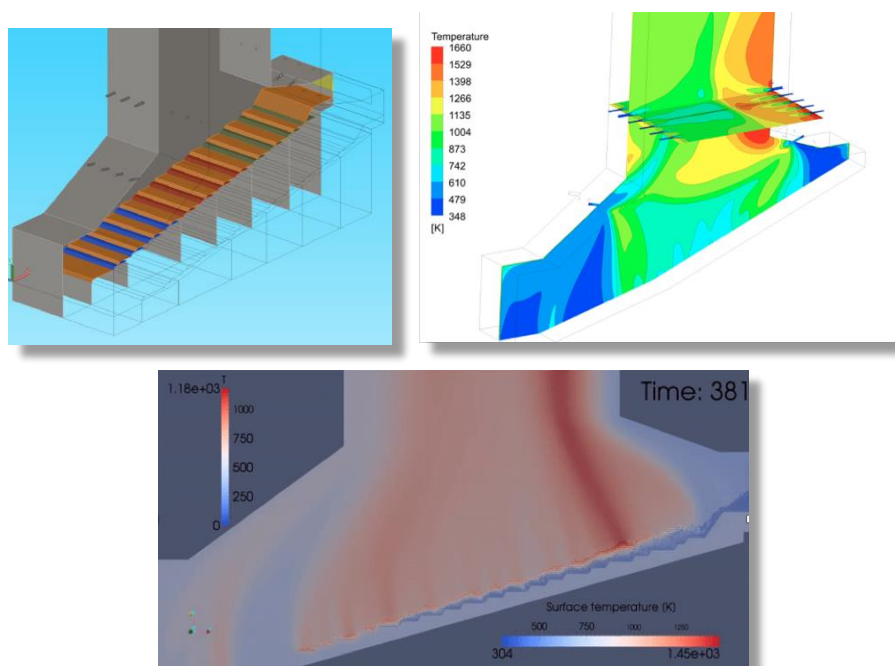 Temperature
1660
1529
1398
1266
1135
1004
873
742
610
479
348
[K]
T
1.18e+03
1000
750
500
250
0
Time: 381
Surface temperature [K]
500 750 1000 1250
304 1.45e+03